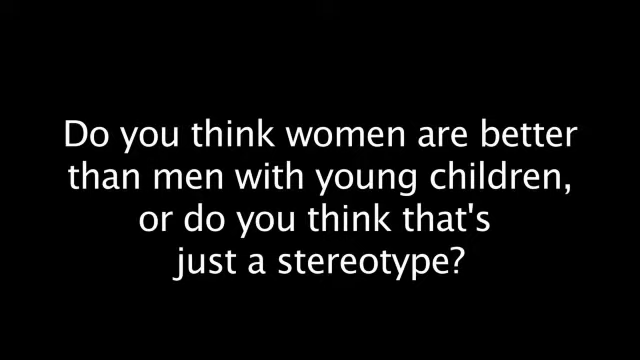 Do you think women are better
than men with young children,
or do you think that's
just a stereotype?